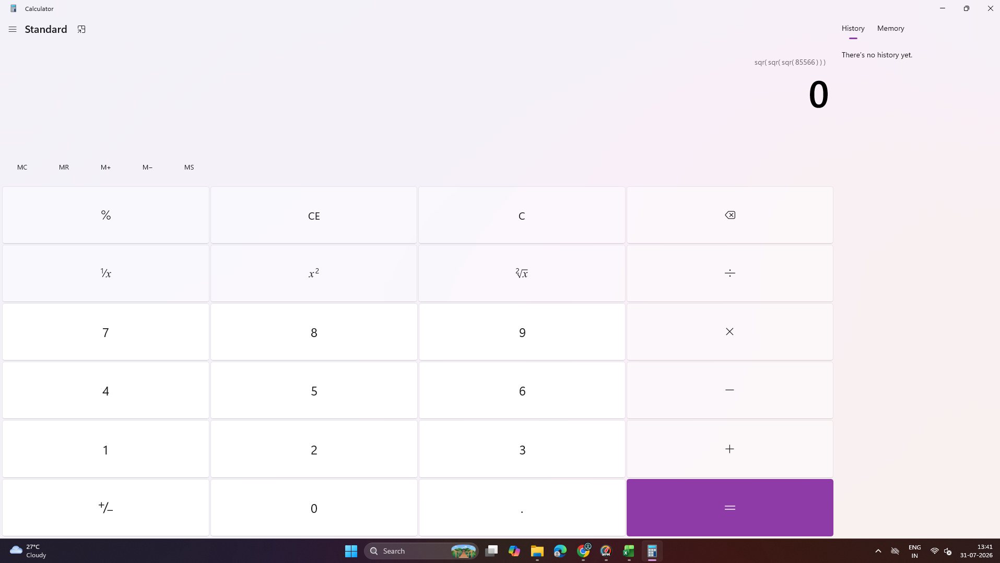 Calculator
Standard
History Memory
There's no history yet.
sqr( sqr( sqr( 85566 ) ) )
0
MC MR M+ M− MS
% CE C
1/x x² ²√x ÷
7 8 9 ×
4 5 6 −
1 2 3 +
+/− 0 . =
27°C
Cloudy
Search
WFM
ENG
IN
13:41
31-07-2026